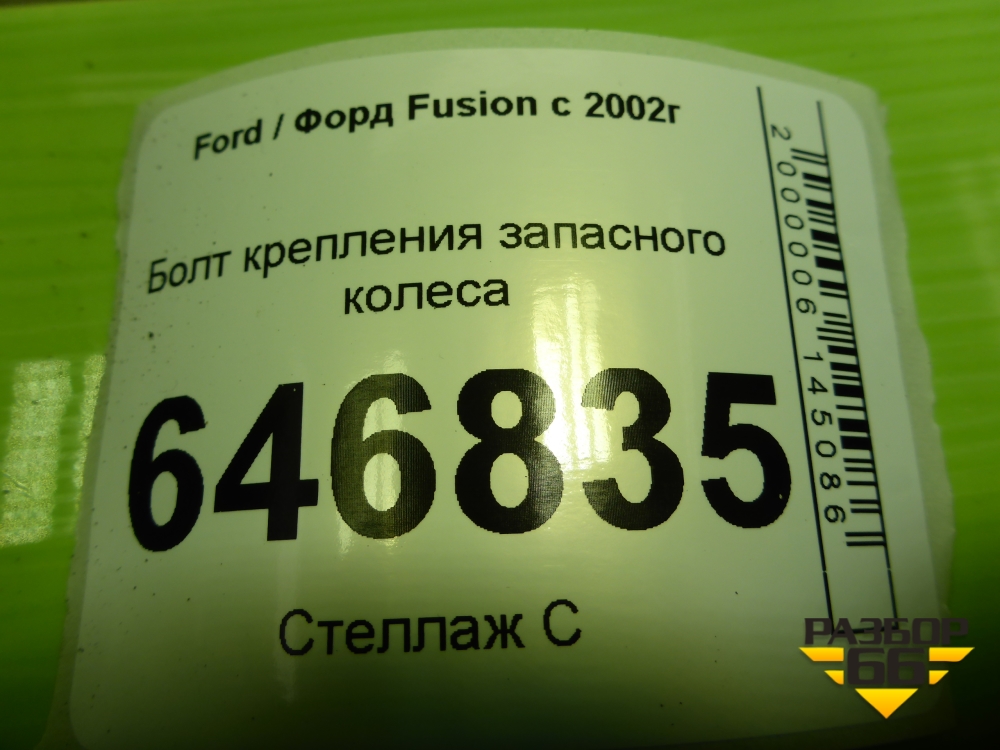 Ford / Форд Fusion с 2002г
Болт крепления запасного
колеса
646835
Стеллаж С
2000006145086
РАЗБОР
66